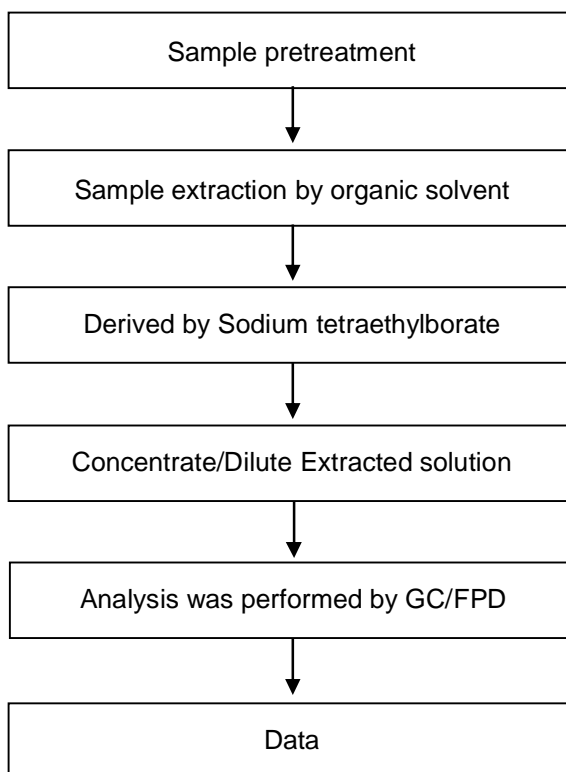 Sample pretreatment
Sample extraction by organic solvent
Derived by Sodium tetraethylborate
Concentrate/Dilute Extracted solution
Analysis was performed by GC/FPD
Data